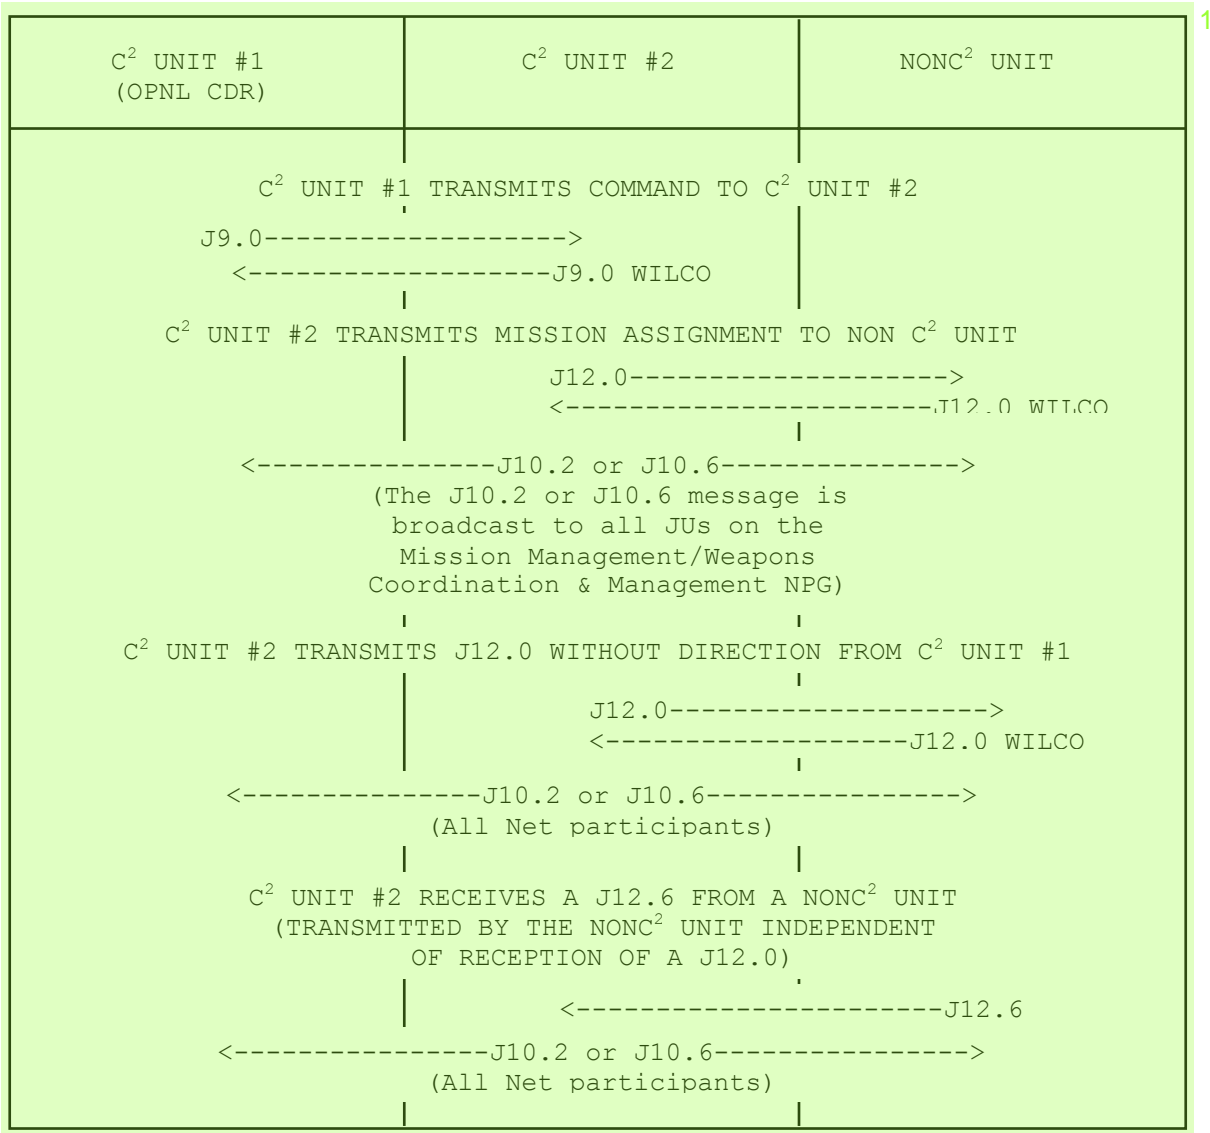 1
C² UNIT #1 C² UNIT #2 NONC² UNIT
(OPNL CDR)
C² UNIT #1 TRANSMITS COMMAND TO C² UNIT #2
J9.0------------------->
<-------------------J9.0 WILCO
C² UNIT #2 TRANSMITS MISSION ASSIGNMENT TO NON C² UNIT
J12.0-------------------->
<-----------------------J12.0 WILCO
<---------------J10.2 or J10.6--------------->
(The J10.2 or J10.6 message is
broadcast to all JUs on the
Mission Management/Weapons
Coordination & Management NPG)
C² UNIT #2 TRANSMITS J12.0 WITHOUT DIRECTION FROM C² UNIT #1
J12.0-------------------->
<-------------------J12.0 WILCO
<---------------J10.2 or J10.6---------------->
(All Net participants)
C² UNIT #2 RECEIVES A J12.6 FROM A NONC² UNIT
(TRANSMITTED BY THE NONC² UNIT INDEPENDENT
OF RECEPTION OF A J12.0)
<-----------------------J12.6
<----------------J10.2 or J10.6---------------->
(All Net participants)